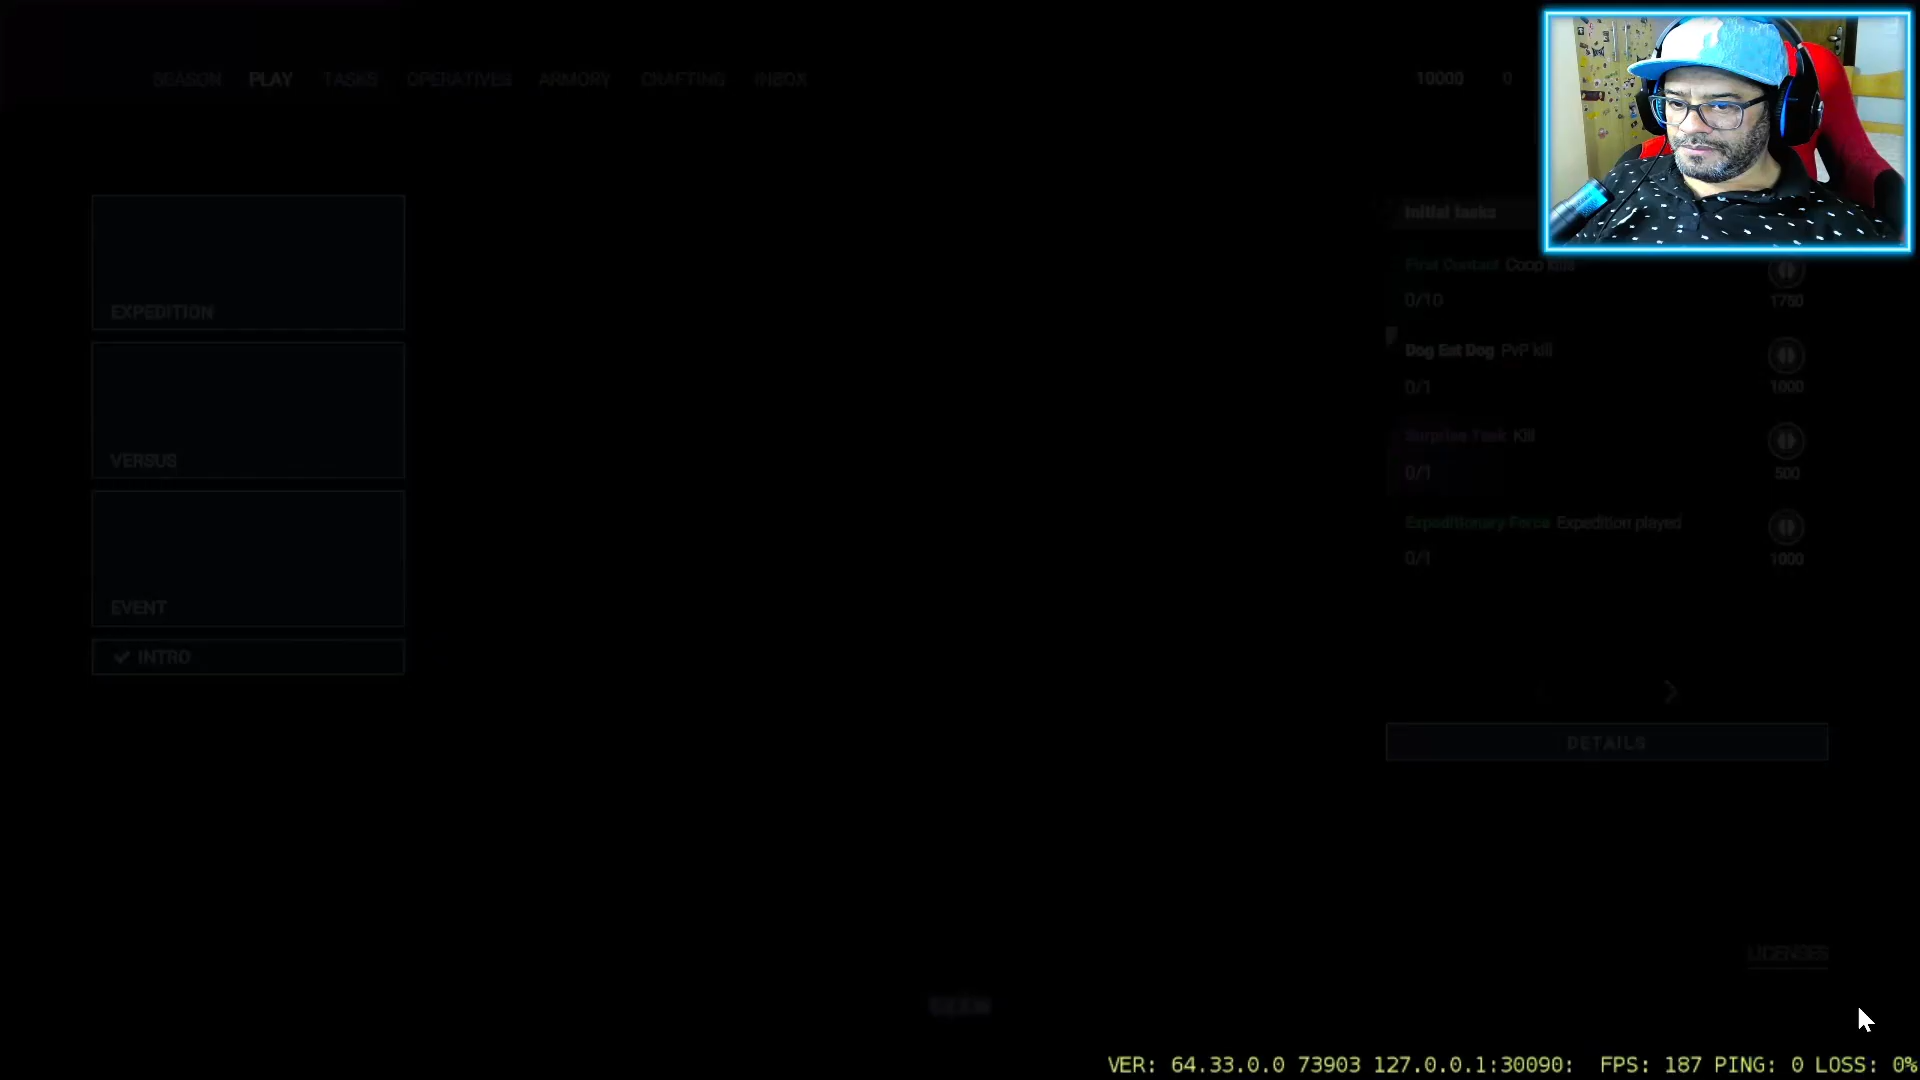 SEASON PLAY TASKS OPERATIVES ARMORY CRAFTING INBOX
10000 0
Initial tasks
EXPEDITION
First Contact Coop kills
0/10
1750
Dog Eat Dog PvP kill
0/1
1000
VERSUS
Surprise Task Kill
0/1
500
Expeditionary Force Expedition played
0/1
1000
EVENT
INTRO
DETAILS
LICENSES
VER: 64.33.0.0 73903 127.0.0.1:30090: FPS: 187 PING: 0 LOSS: 0%